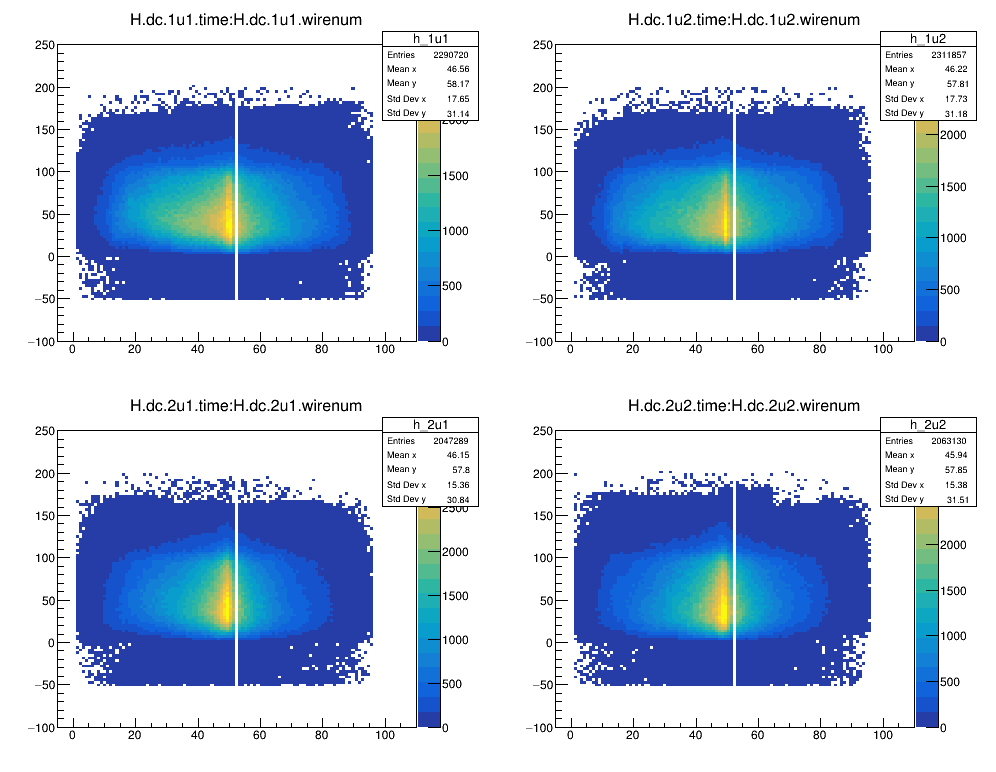 H.dc.1u1.time:H.dc.1u1.wirenum
h_1u1
Entries 2290720
Mean x 46.56
Mean y 58.17
Std Dev x 17.65
Std Dev y 31.14
250
200
150
100
50
0
−50
−100
0 20 40 60 80 100
2000
1500
1000
500
0
H.dc.1u2.time:H.dc.1u2.wirenum
h_1u2
Entries 2311857
Mean x 46.22
Mean y 57.81
Std Dev x 17.73
Std Dev y 31.18
250
200
150
100
50
0
−50
−100
0 20 40 60 80 100
2000
1500
1000
500
0
H.dc.2u1.time:H.dc.2u1.wirenum
h_2u1
Entries 2047289
Mean x 46.15
Mean y 57.8
Std Dev x 15.36
Std Dev y 30.84
250
200
150
100
50
0
−50
−100
0 20 40 60 80 100
2500
2000
1500
1000
500
0
H.dc.2u2.time:H.dc.2u2.wirenum
h_2u2
Entries 2063130
Mean x 45.94
Mean y 57.85
Std Dev x 15.38
Std Dev y 31.51
250
200
150
100
50
0
−50
−100
0 20 40 60 80 100
2000
1500
1000
500
0